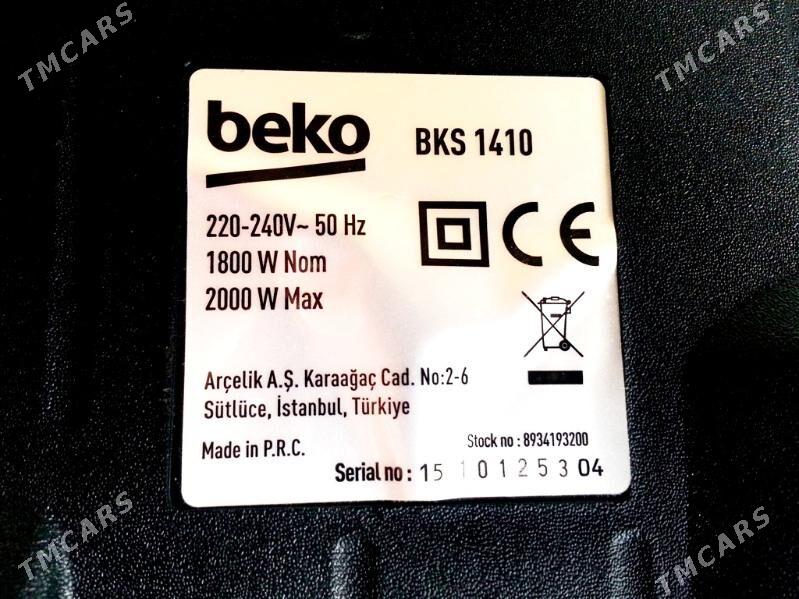 TMCARS TMCARS
beko BKS 1410
220-240V~ 50 Hz
1800 W Nom
2000 W Max
CE
Arçelik A.Ş. Karaağaç Cad. No:2-6
Sütlüce, İstanbul, Türkiye
Made in P.R.C.
Stock no : 8934193200
Serial no : 15 10125304
TMCARS TMCARS